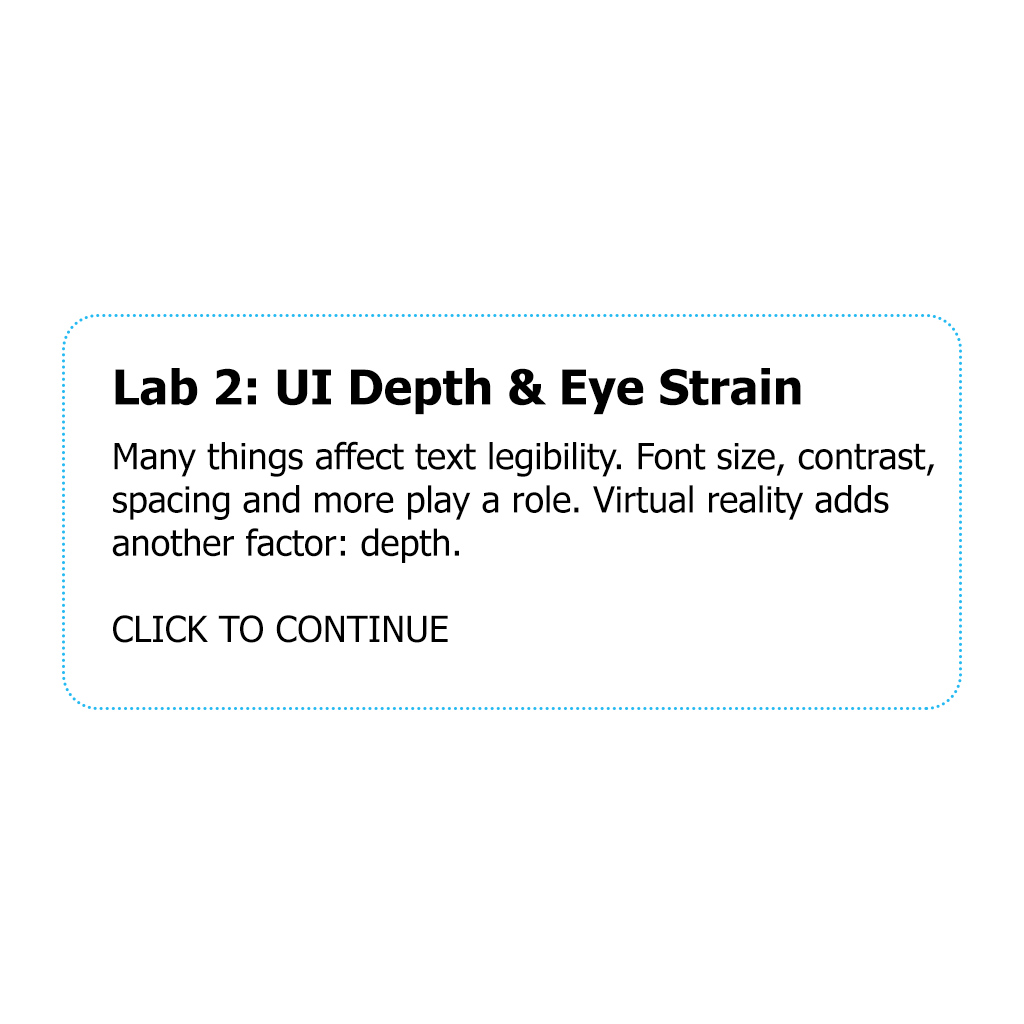 Lab 2: UI Depth & Eye Strain
Many things affect text legibility. Font size, contrast,
spacing and more play a role. Virtual reality adds
another factor: depth.
CLICK TO CONTINUE